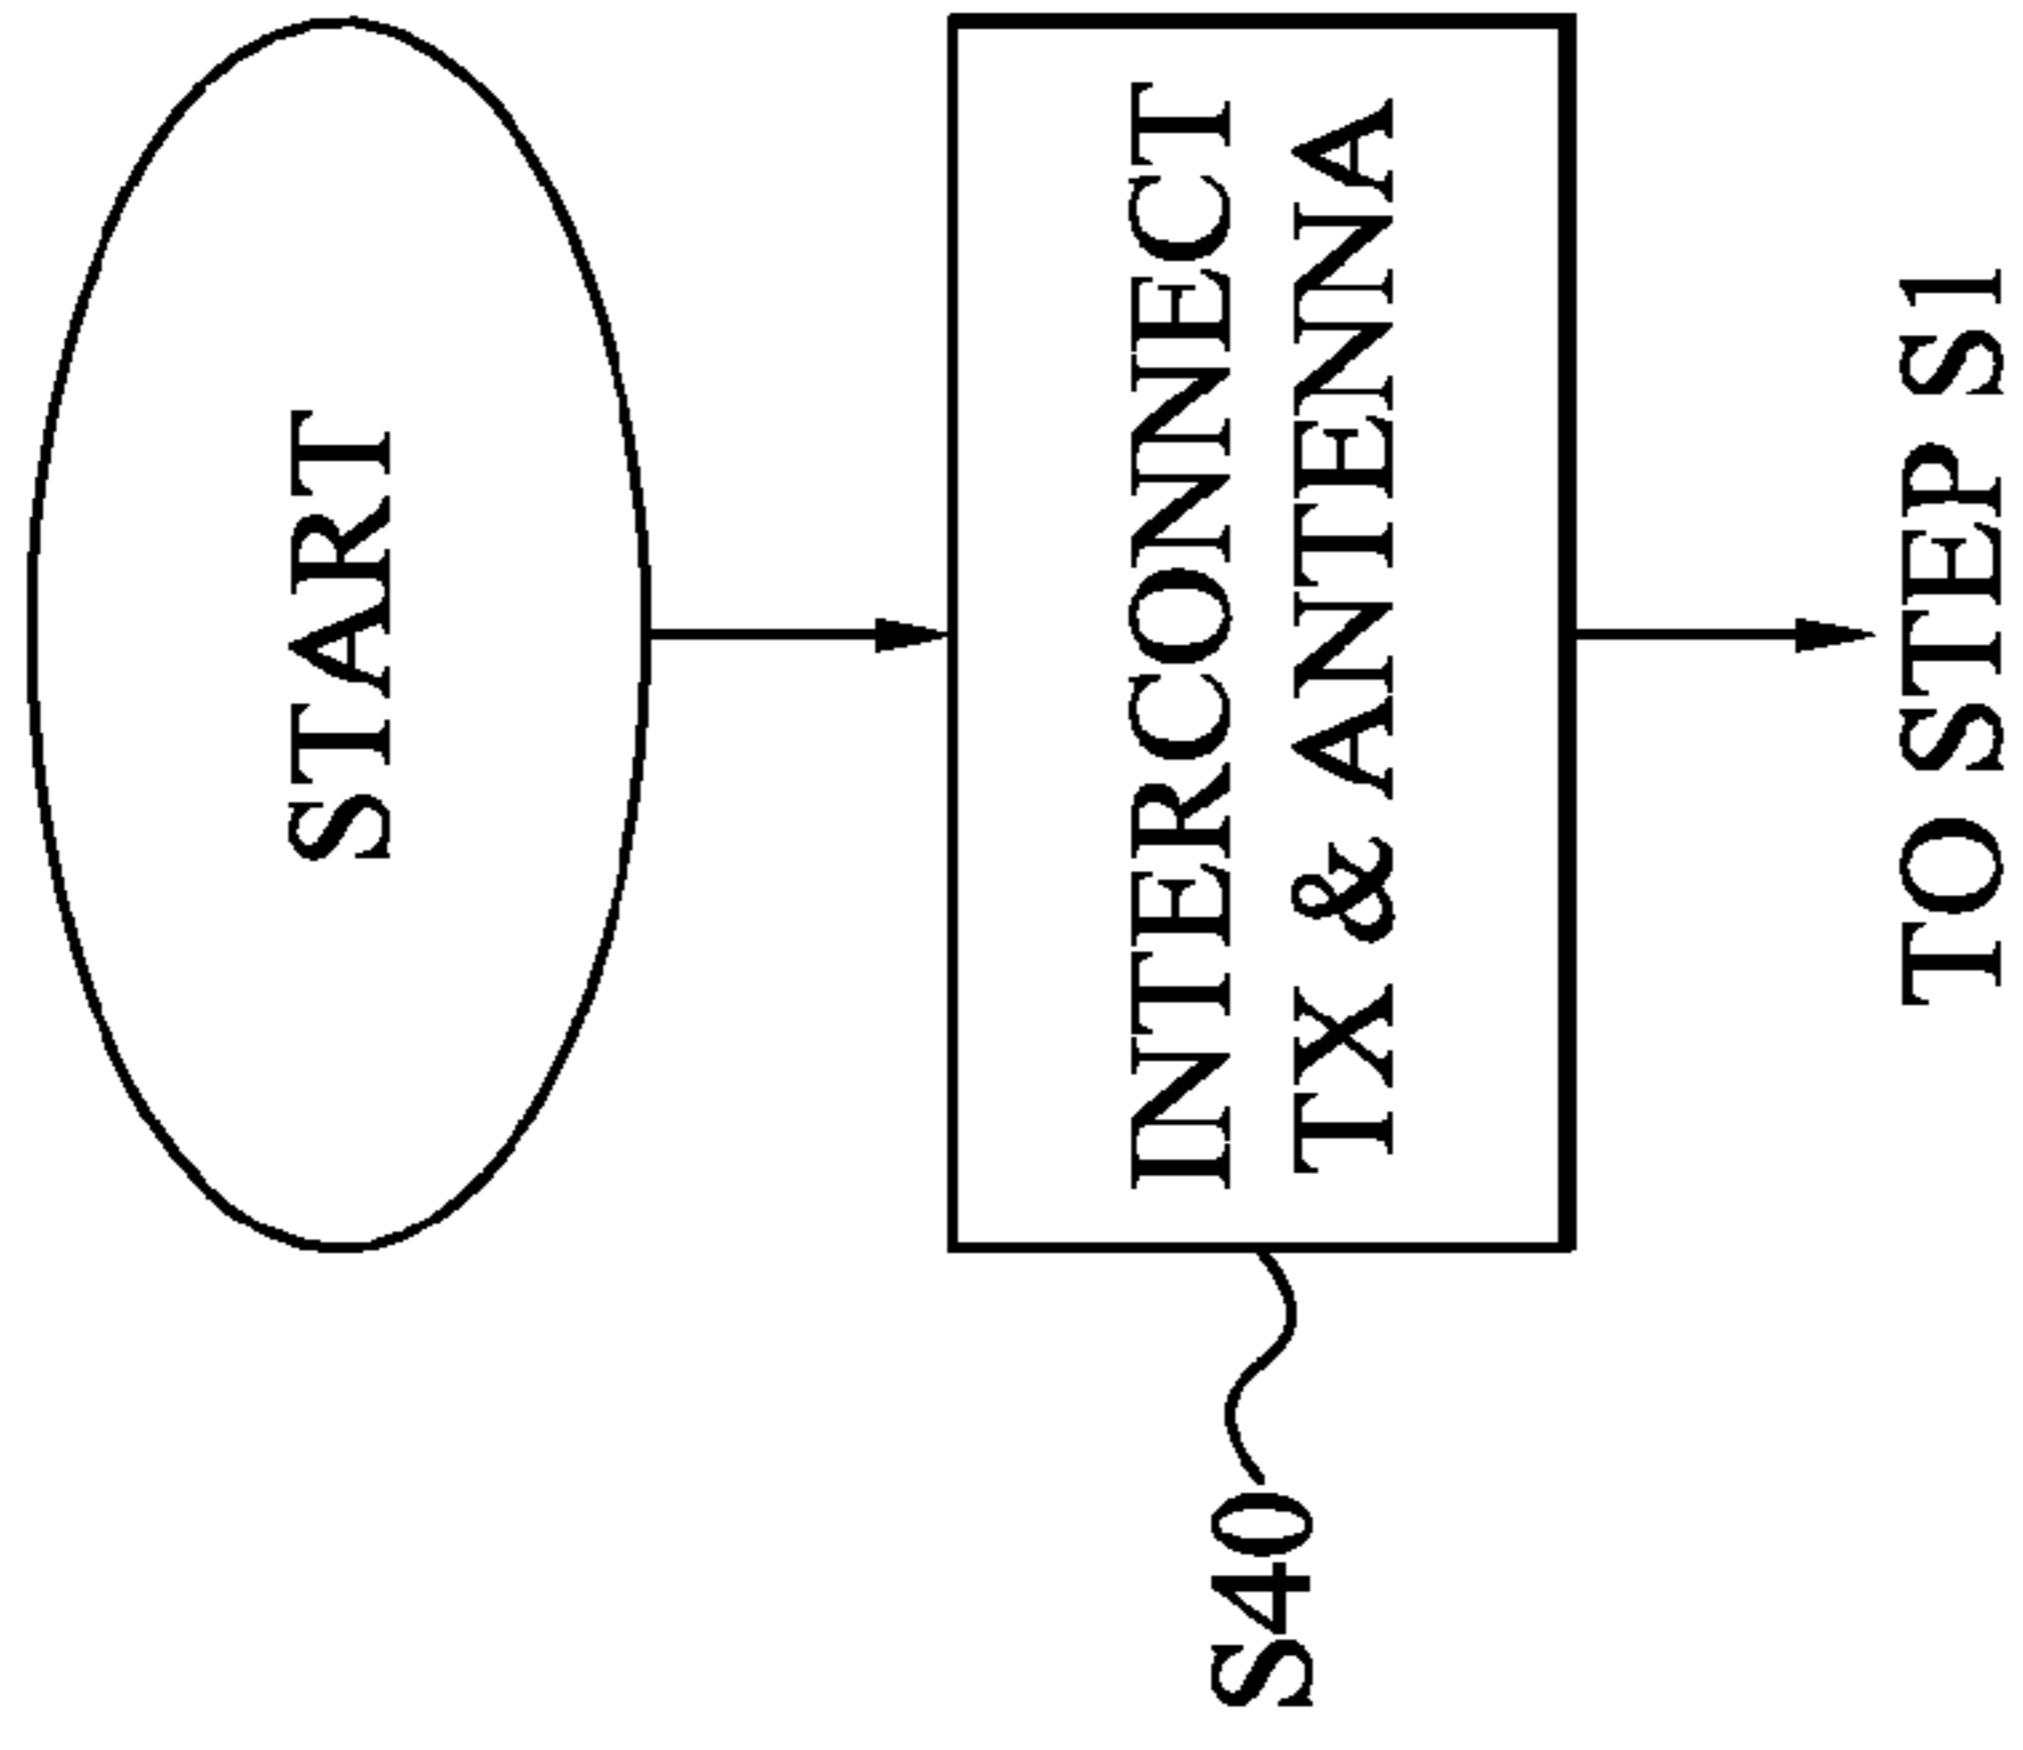 START
INTERCONNECT
TX & ANTENNA
S40
TO STEP S1